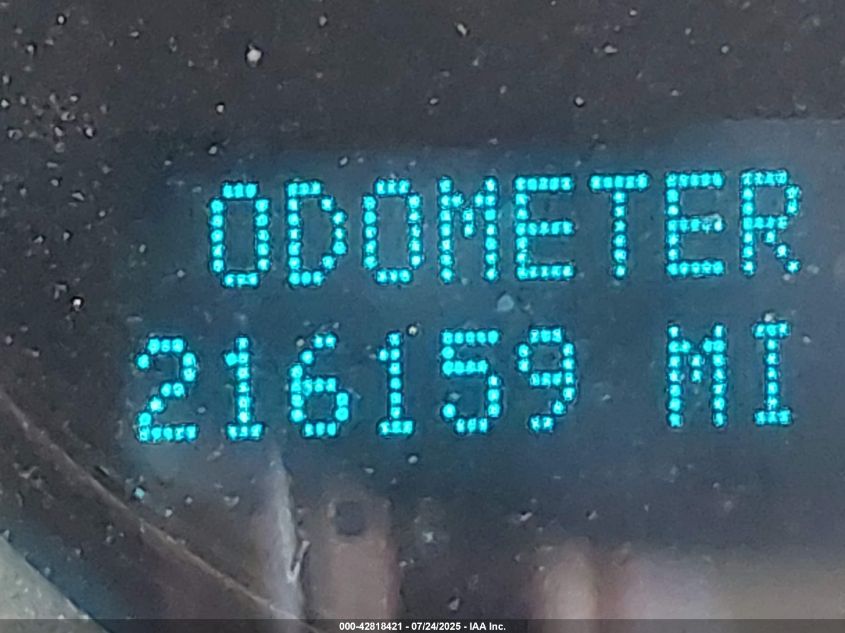 ODOMETER
216159 MI
000-42818421 - 07/24/2025 - IAA Inc.